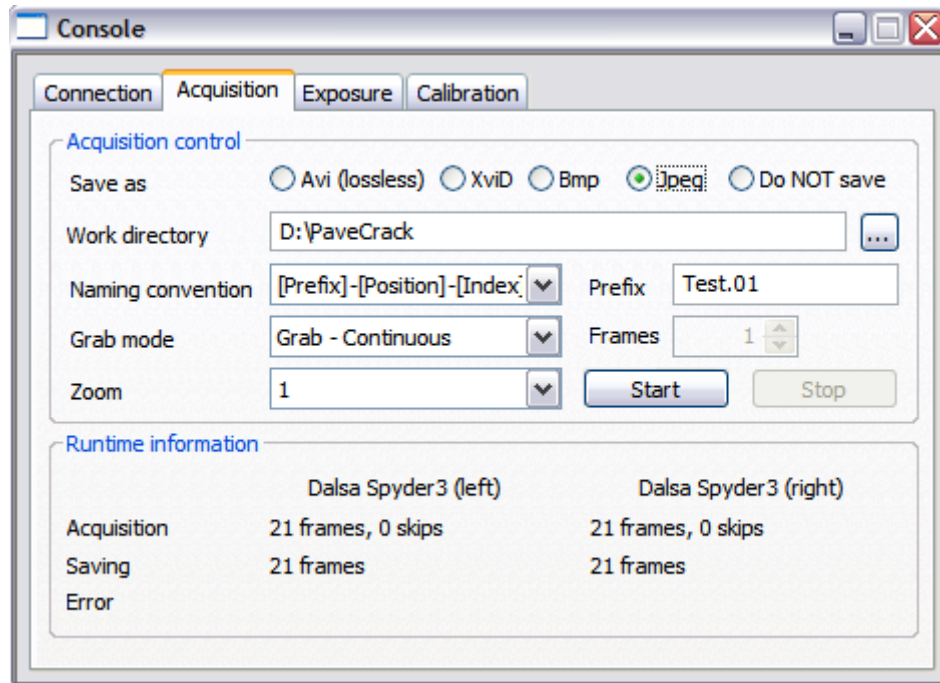 Console
Connection Acquisition Exposure Calibration
Acquisition control
Save as Avi (lossless) XviD Bmp Jpeg Do NOT save
Work directory D:\PaveCrack ...
Naming convention [Prefix]-[Position]-[Index] Prefix Test.01
Grab mode Grab - Continuous Frames 1
Zoom 1 Start Stop
Runtime information
Dalsa Spyder3 (left) Dalsa Spyder3 (right)
Acquisition 21 frames, 0 skips 21 frames, 0 skips
Saving 21 frames 21 frames
Error